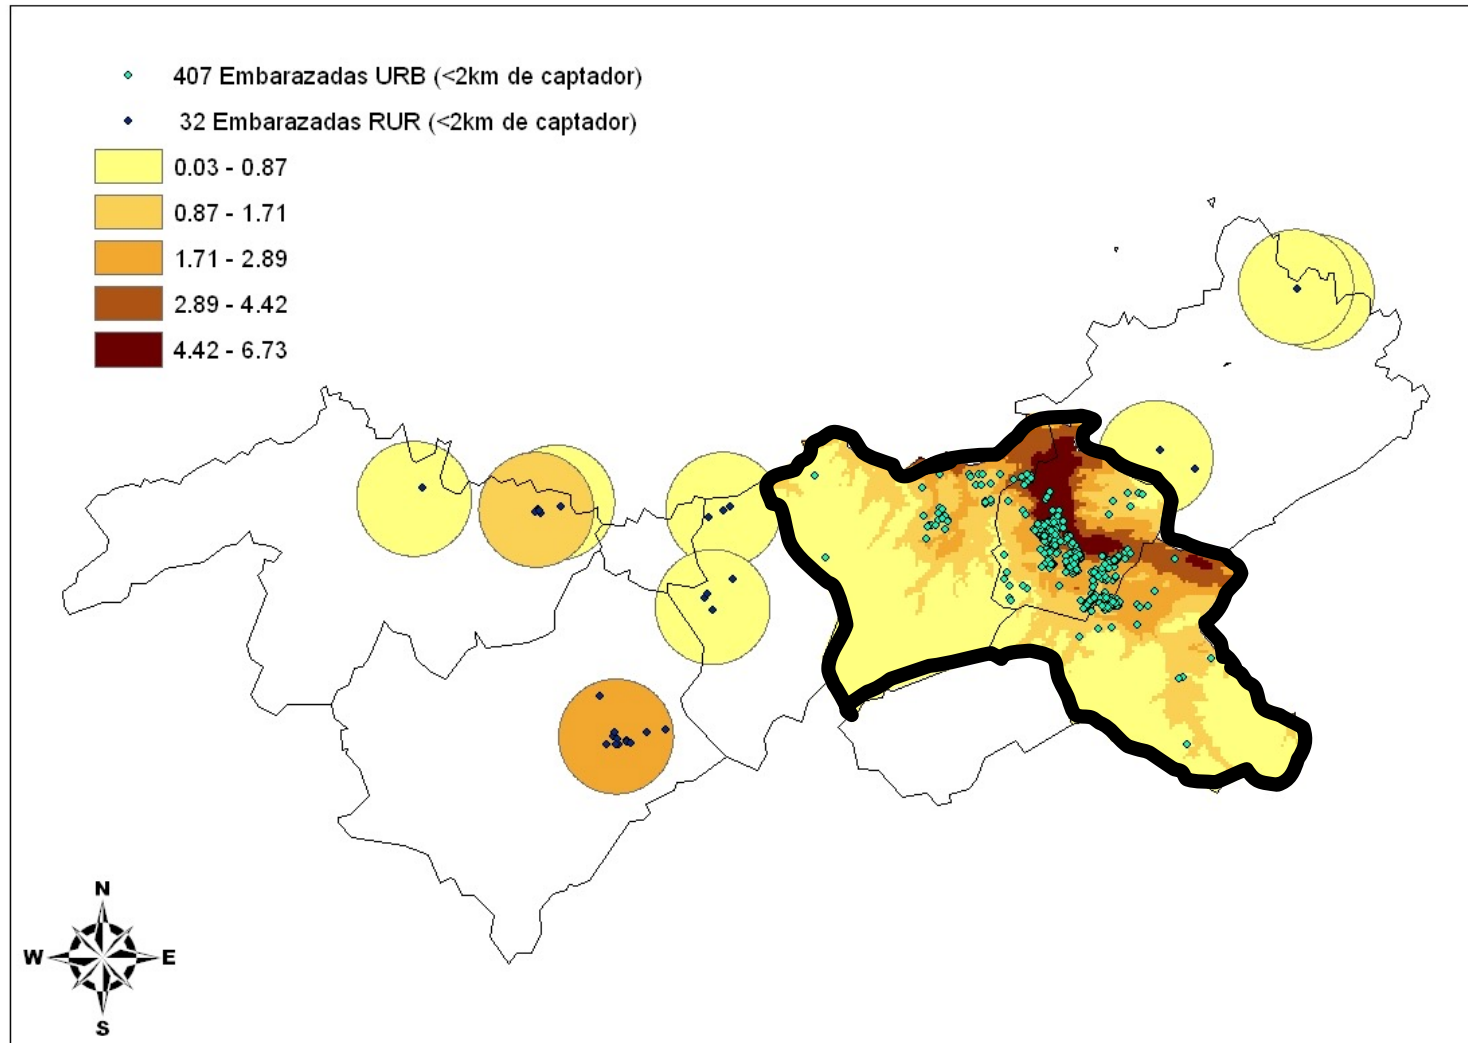 407 Embarazadas URB (<2km de captador)
32 Embarazadas RUR (<2km de captador)
0.03 - 0.87
0.87 - 1.71
1.71 - 2.89
2.89 - 4.42
4.42 - 6.73
N
W E
S